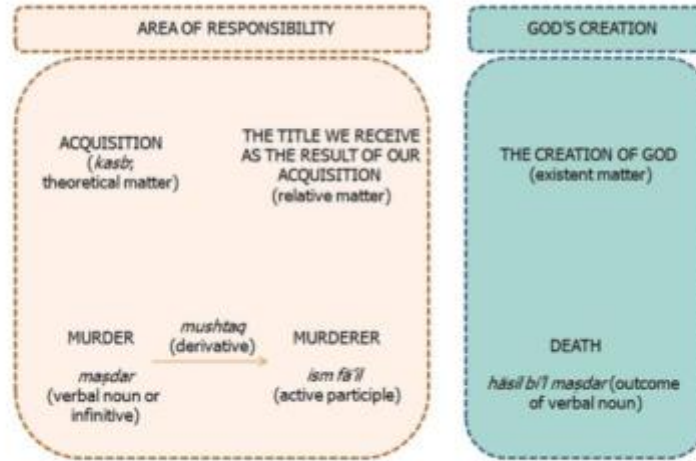 AREA OF RESPONSIBILITY
GOD'S CREATION
ACQUISITION
(kasb;
theoretical matter)
THE TITLE WE RECEIVE
AS THE RESULT OF OUR
ACQUISITION
(relative matter)
THE CREATION OF GOD
(existent matter)
MURDER
maṣdar
(verbal noun or
infinitive)
mushtaq
(derivative)
MURDERER
ism fā'il
(active participle)
DEATH
hāsil bi'l maṣdar (outcome
of verbal noun)